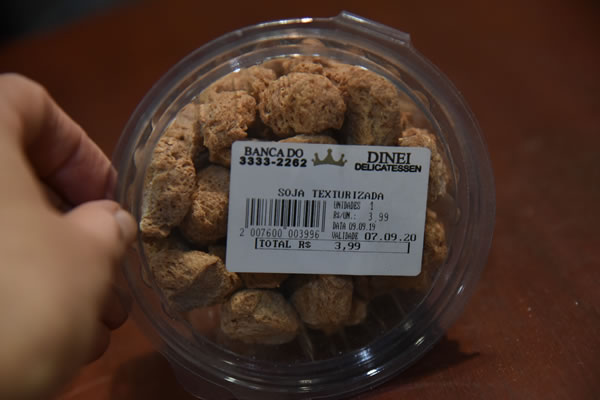 BANCA DO DINEI
3333-2262 DELICATESSEN
SOJA TEXTURIZADA
UNIDADES 1
R$/UN.: 3,99
DATA 09.09.19
VALIDADE 07.09.20
2 007600 003996
TOTAL R$ 3,99